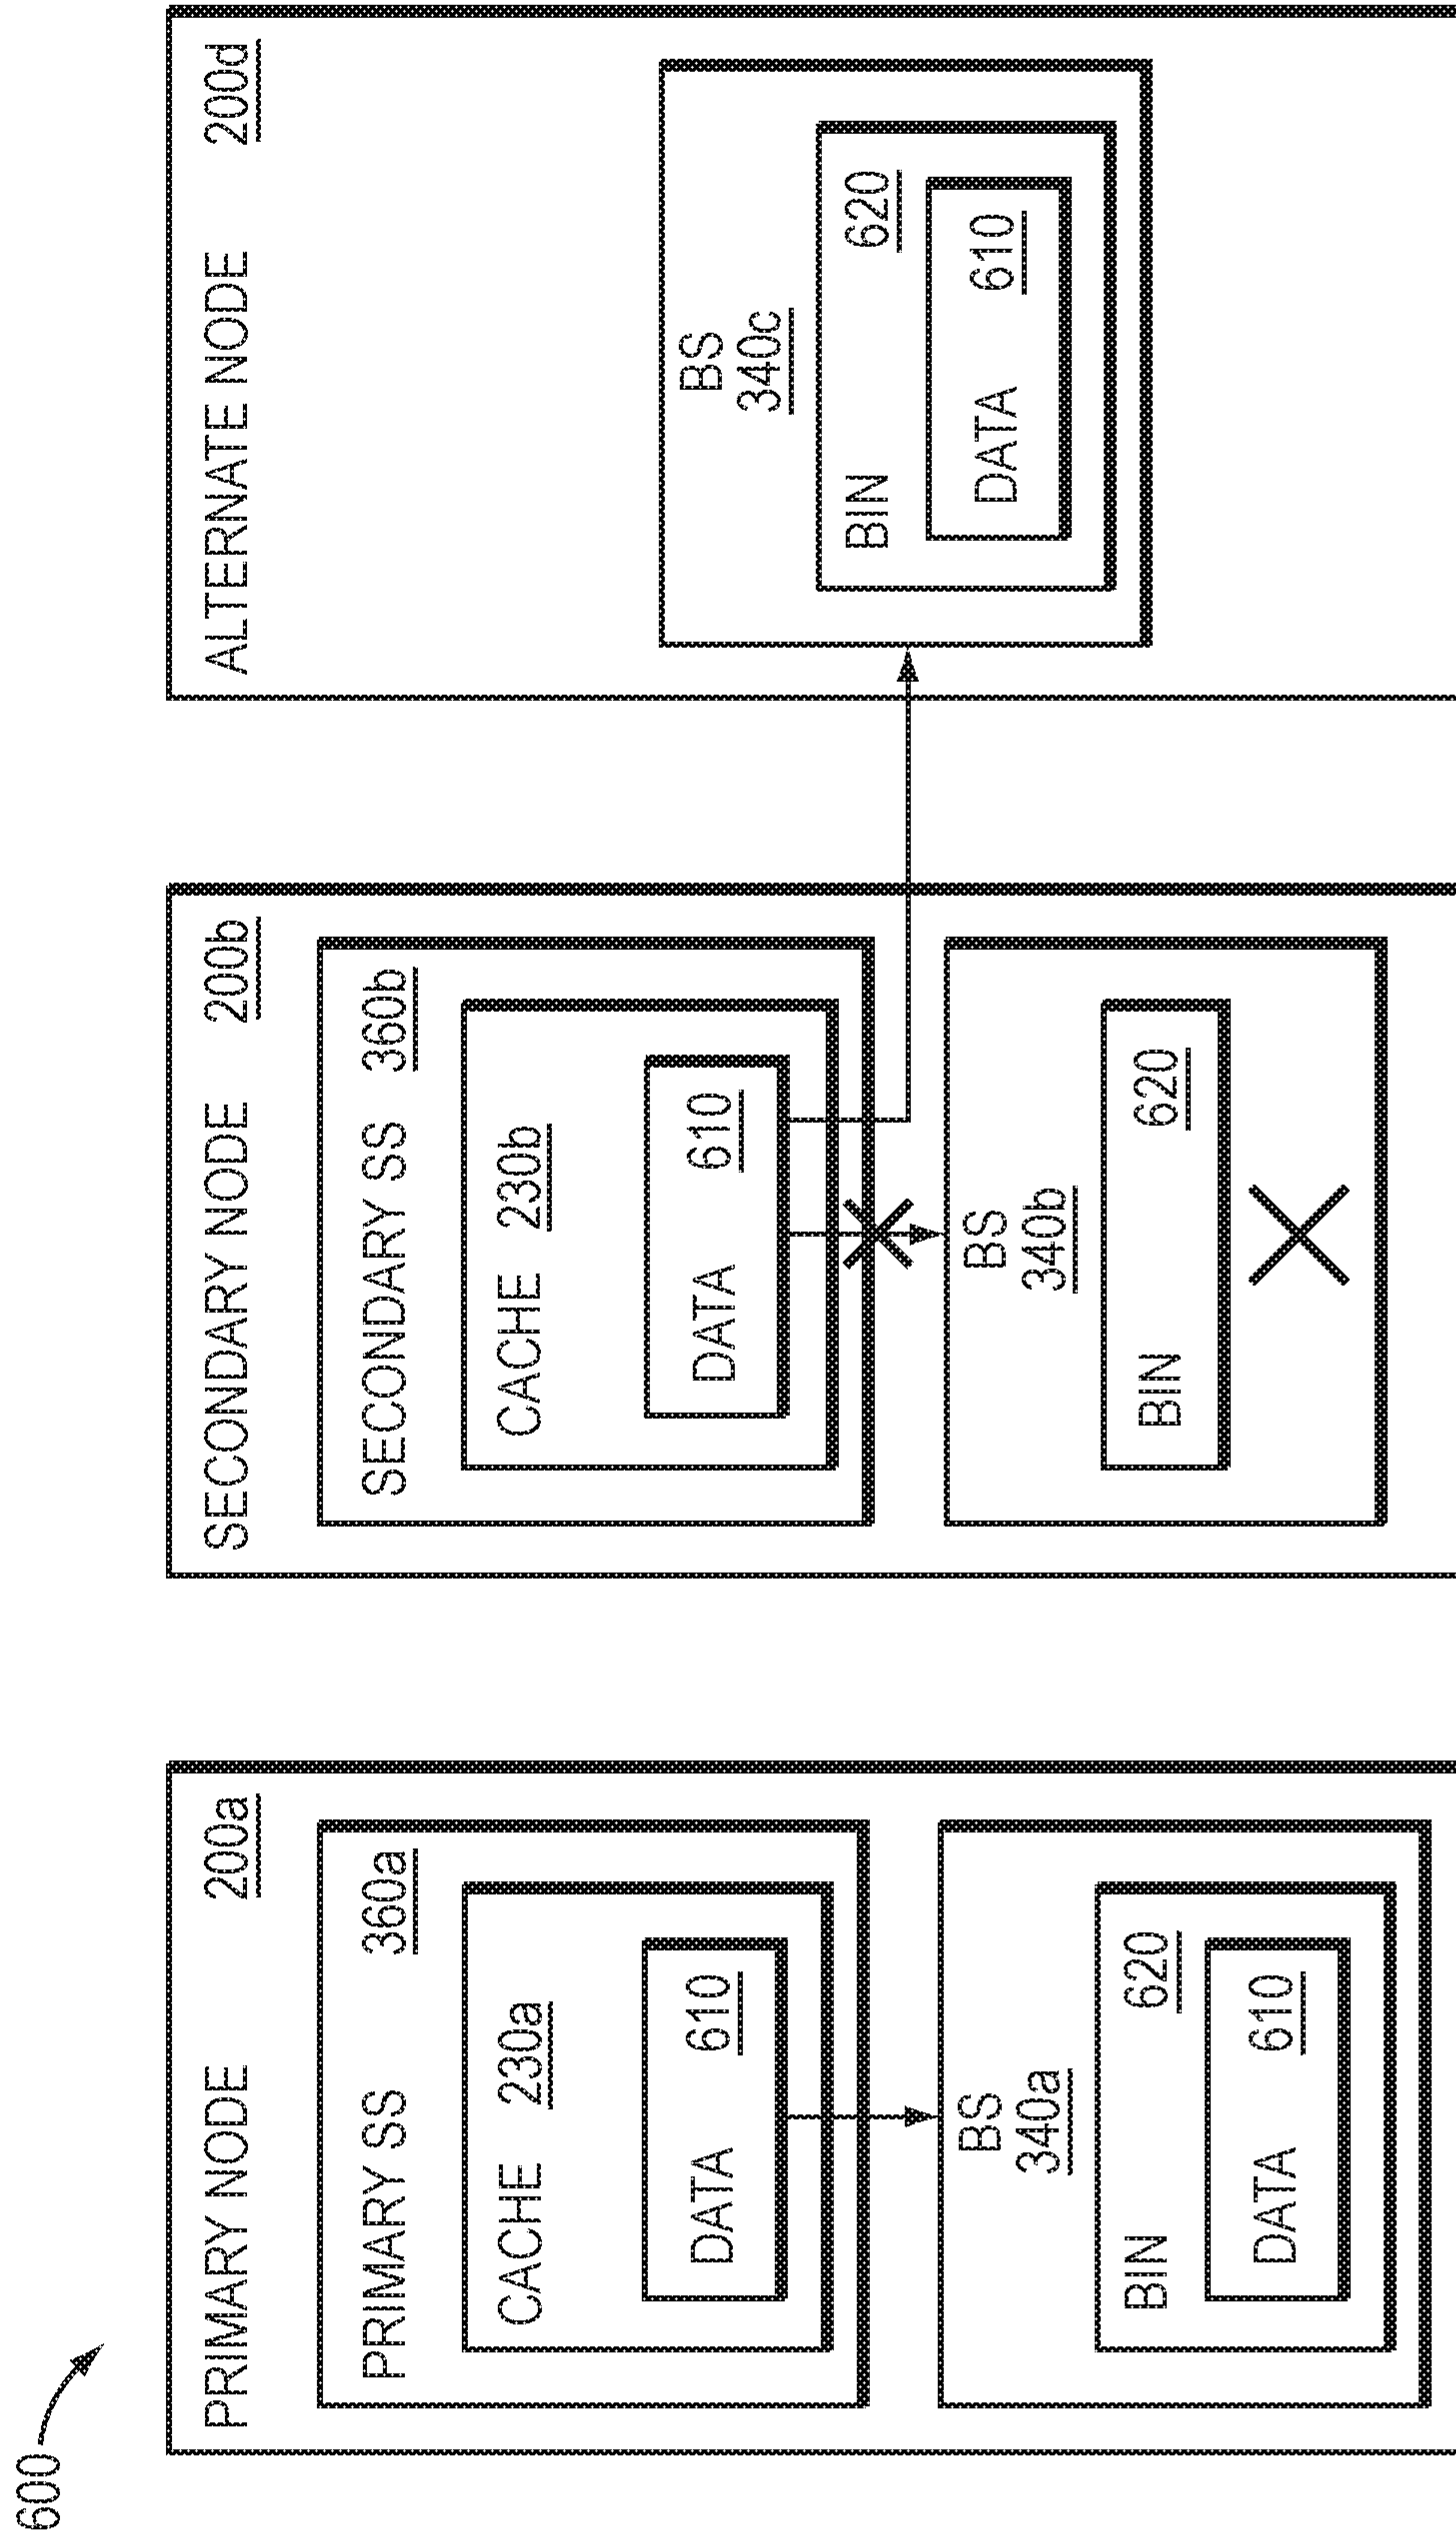 600
PRIMARY NODE 200a
PRIMARY SS 360a
CACHE 230a
DATA 610
BS
340a
BIN 620
DATA 610
SECONDARY NODE 200b
SECONDARY SS 360b
CACHE 230b
DATA 610
BS
340b
BIN 620
ALTERNATE NODE 200d
BS
340c
BIN 620
DATA 610